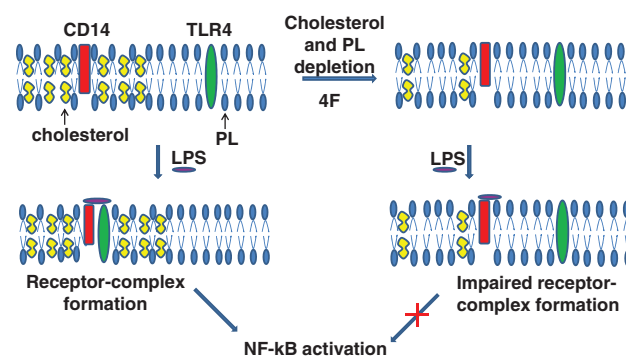 CD14
TLR4
Cholesterol
and PL
depletion
4F
cholesterol
PL
LPS
LPS
Receptor-complex
formation
Impaired receptor-
complex formation
NF-kB activation